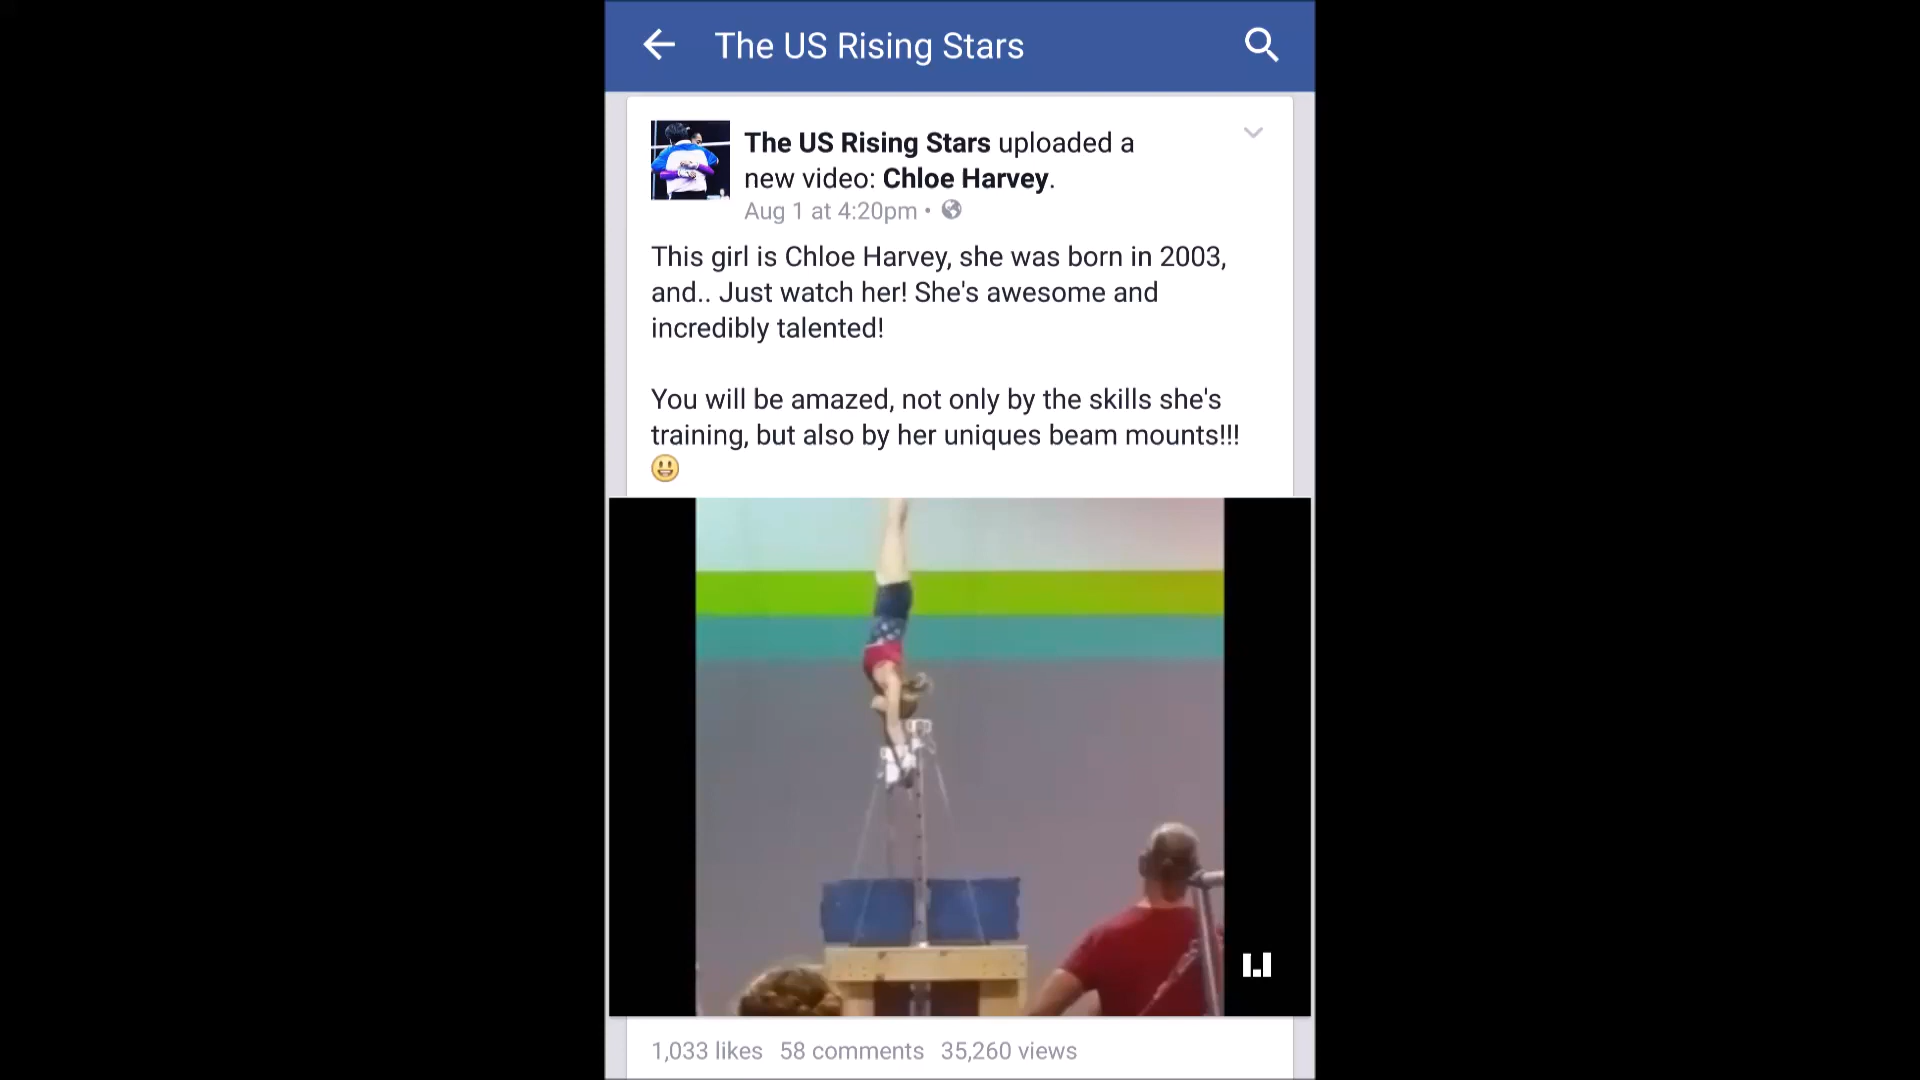 The US Rising Stars
The US Rising Stars uploaded a
new video: Chloe Harvey.
Aug 1 at 4:20pm •
This girl is Chloe Harvey, she was born in 2003,
and.. Just watch her! She's awesome and
incredibly talented!
You will be amazed, not only by the skills she's
training, but also by her uniques beam mounts!!!
😃
1,033 likes 58 comments 35,260 views